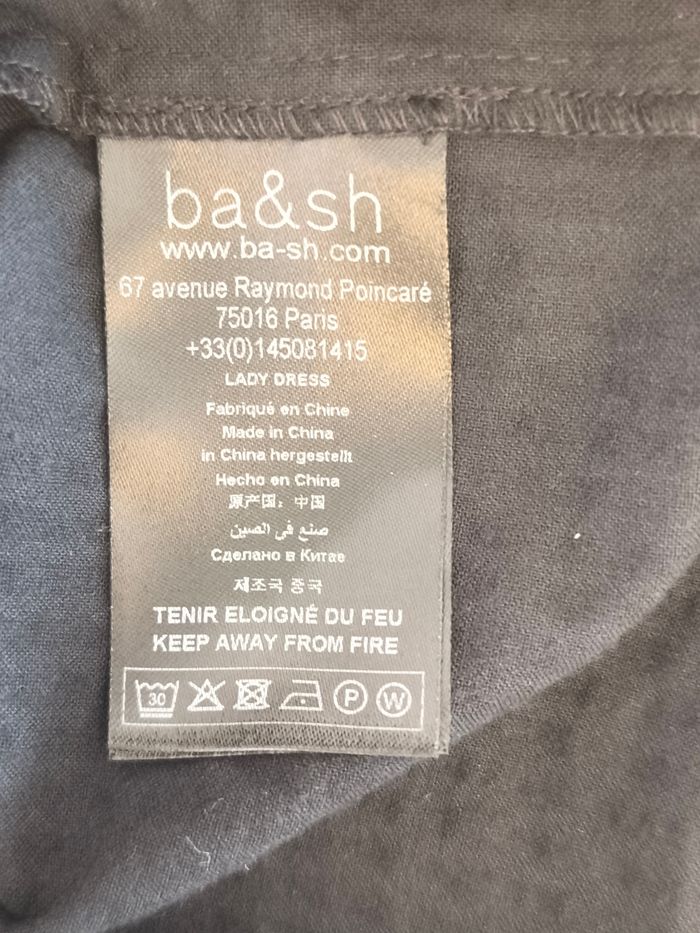 ba&sh
www.ba-sh.com
67 avenue Raymond Poincaré
75016 Paris
+33(0)145081415
LADY DRESS
Fabriqué en Chine
Made in China
in China hergestellt
Hecho en China
原产国：中国
صنع في الصين
Сделано в Китае
제조국 중국
TENIR ELOIGNÉ DU FEU
KEEP AWAY FROM FIRE
30 P W